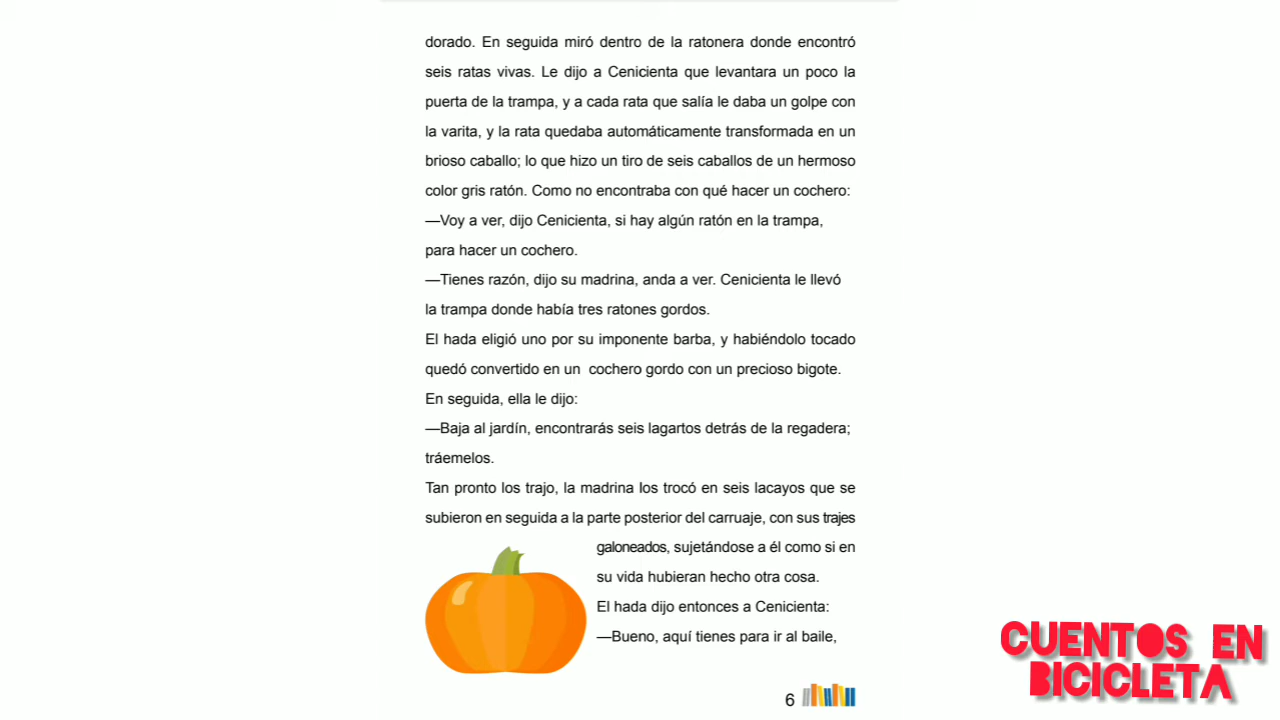 dorado. En seguida miró dentro de la ratonera donde encontró
seis ratas vivas. Le dijo a Cenicienta que levantara un poco la
puerta de la trampa, y a cada rata que salía le daba un golpe con
la varita, y la rata quedaba automáticamente transformada en un
brioso caballo; lo que hizo un tiro de seis caballos de un hermoso
color gris ratón. Como no encontraba con qué hacer un cochero:
—Voy a ver, dijo Cenicienta, si hay algún ratón en la trampa,
para hacer un cochero.
—Tienes razón, dijo su madrina, anda a ver. Cenicienta le llevó
la trampa donde había tres ratones gordos.
El hada eligió uno por su imponente barba, y habiéndolo tocado
quedó convertido en un cochero gordo con un precioso bigote.
En seguida, ella le dijo:
—Baja al jardín, encontrarás seis lagartos detrás de la regadera;
tráemelos.
Tan pronto los trajo, la madrina los trocó en seis lacayos que se
subieron en seguida a la parte posterior del carruaje, con sus trajes
galoneados, sujetándose a él como si en
su vida hubieran hecho otra cosa.
El hada dijo entonces a Cenicienta:
—Bueno, aquí tienes para ir al baile,
6
CUENTOS EN
BICICLETA